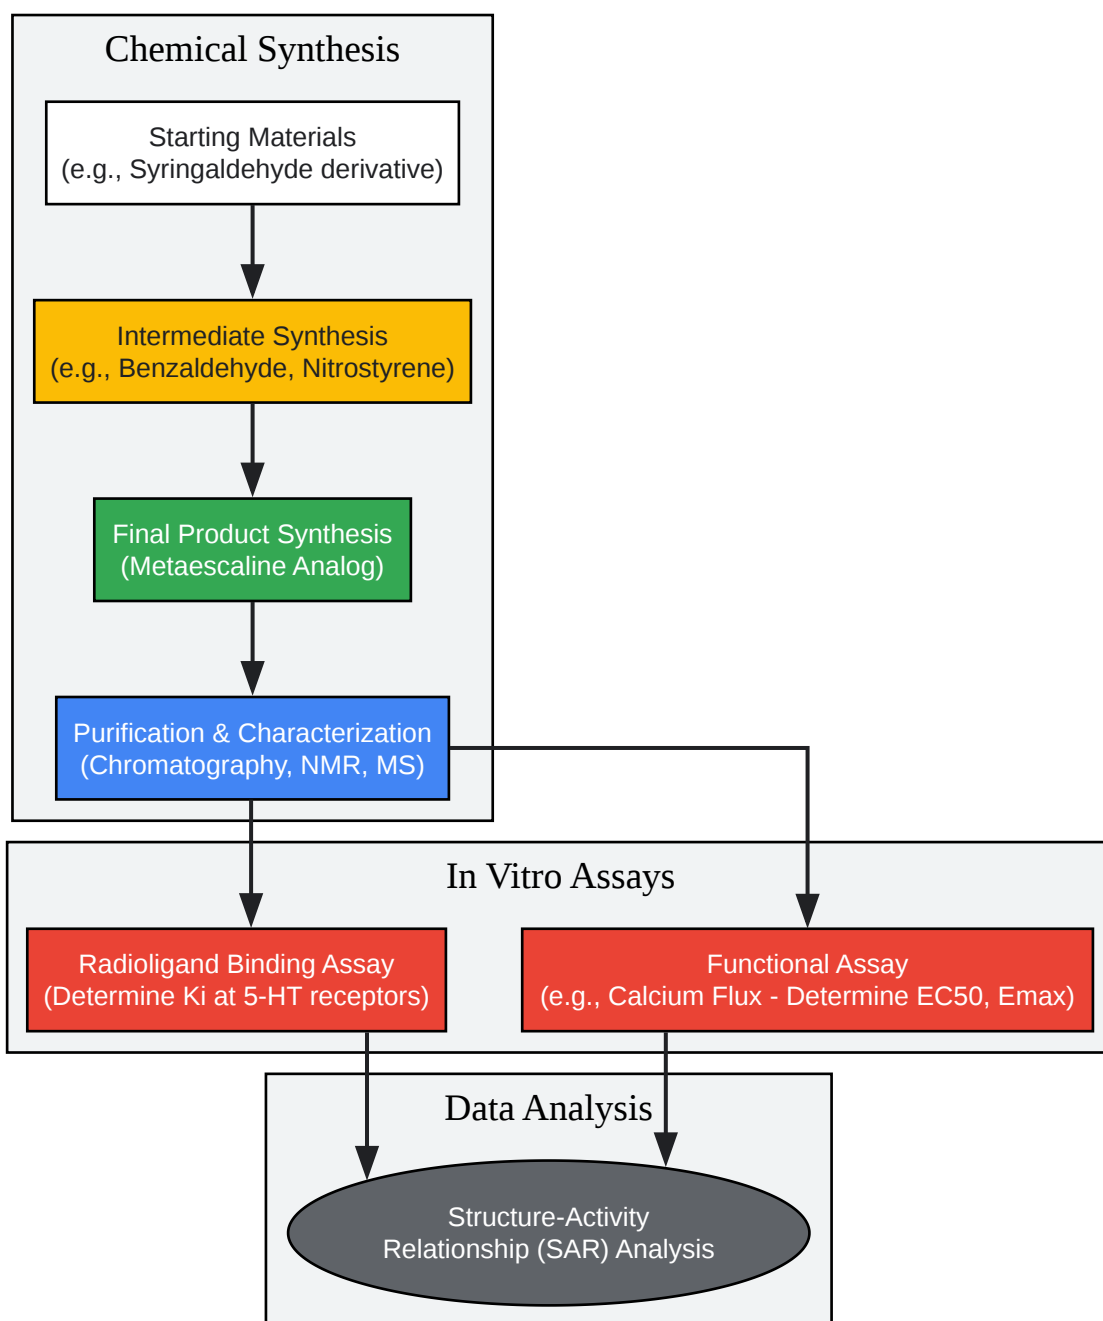 Chemical Synthesis
Starting Materials
(e.g., Syringaldehyde derivative)
Intermediate Synthesis
(e.g., Benzaldehyde, Nitrostyrene)
Final Product Synthesis
(Metaescaline Analog)
Purification & Characterization
(Chromatography, NMR, MS)
In Vitro Assays
Radioligand Binding Assay
(Determine Ki at 5-HT receptors)
Functional Assay
(e.g., Calcium Flux - Determine EC50, Emax)
Data Analysis
Structure-Activity
Relationship (SAR) Analysis